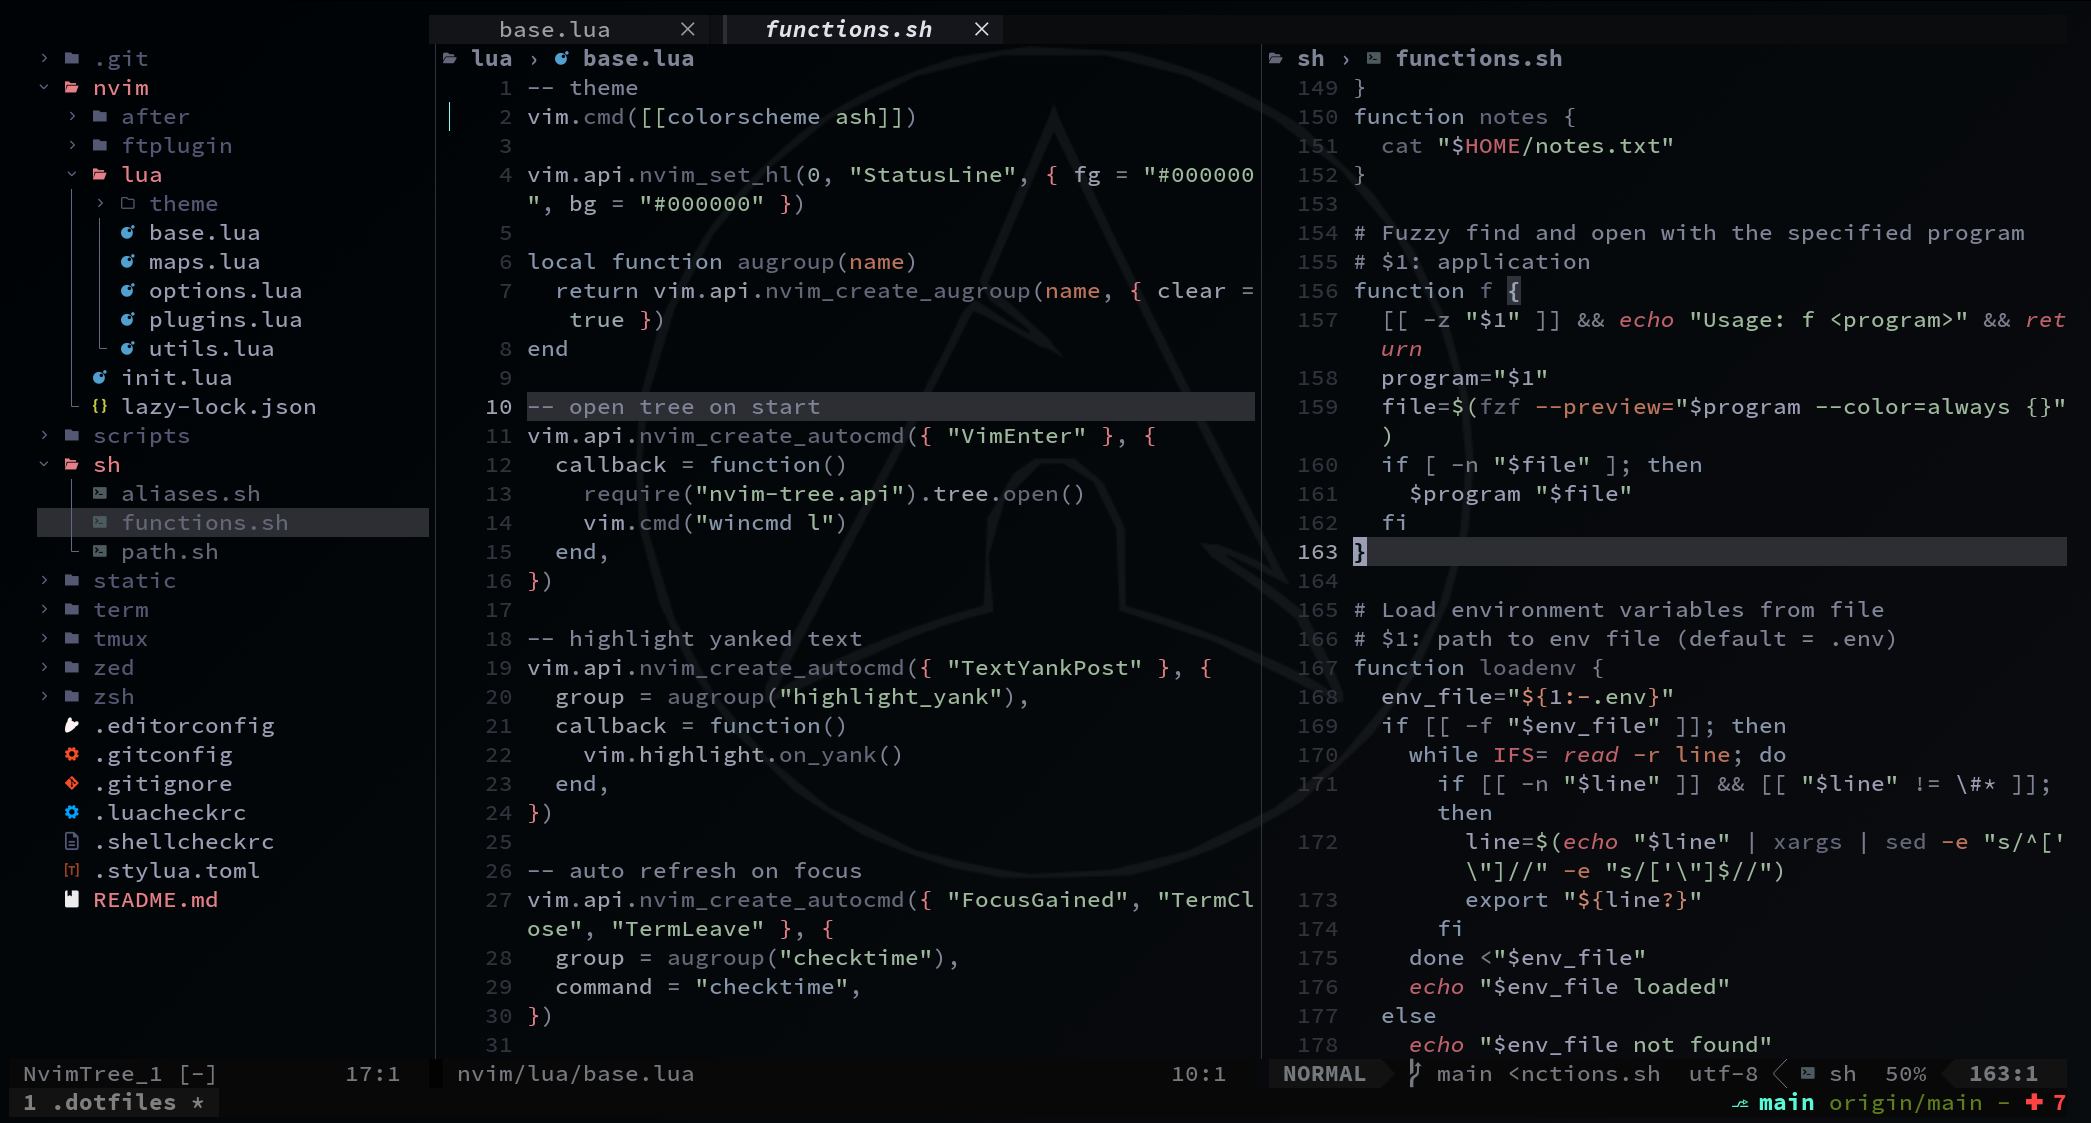 base.lua ×
functions.sh ×
.git
nvim
after
ftplugin
lua
theme
base.lua
maps.lua
options.lua
plugins.lua
utils.lua
init.lua
lazy-lock.json
scripts
sh
aliases.sh
functions.sh
path.sh
static
term
tmux
zed
zsh
.editorconfig
.gitconfig
.gitignore
.luacheckrc
.shellcheckrc
.stylua.toml
README.md
lua › base.lua
1 -- theme
2 vim.cmd([[colorscheme ash]])
3
4 vim.api.nvim_set_hl(0, "StatusLine", { fg = "#000000
", bg = "#000000" })
5
6 local function augroup(name)
7   return vim.api.nvim_create_augroup(name, { clear =
   true })
8 end
9
10 -- open tree on start
11 vim.api.nvim_create_autocmd({ "VimEnter" }, {
12   callback = function()
13     require("nvim-tree.api").tree.open()
14     vim.cmd("wincmd l")
15   end,
16 })
17
18 -- highlight yanked text
19 vim.api.nvim_create_autocmd({ "TextYankPost" }, {
20   group = augroup("highlight_yank"),
21   callback = function()
22     vim.highlight.on_yank()
23   end,
24 })
25
26 -- auto refresh on focus
27 vim.api.nvim_create_autocmd({ "FocusGained", "TermCl
ose", "TermLeave" }, {
28   group = augroup("checktime"),
29   command = "checktime",
30 })
31
sh › functions.sh
149 }
150 function notes {
151   cat "$HOME/notes.txt"
152 }
153
154 # Fuzzy find and open with the specified program
155 # $1: application
156 function f {
157   [[ -z "$1" ]] && echo "Usage: f <program>" && ret
  urn
158   program="$1"
159   file=$(fzf --preview="$program --color=always {}"
  )
160   if [ -n "$file" ]; then
161     $program "$file"
162   fi
163 }
164
165 # Load environment variables from file
166 # $1: path to env file (default = .env)
167 function loadenv {
168   env_file="${1:-.env}"
169   if [[ -f "$env_file" ]]; then
170     while IFS= read -r line; do
171       if [[ -n "$line" ]] && [[ "$line" != \#* ]];
      then
172         line=$(echo "$line" | xargs | sed -e "s/^['
        \"]//" -e "s/['\"]$//")
173         export "${line?}"
174       fi
175     done <"$env_file"
176     echo "$env_file loaded"
177   else
178     echo "$env_file not found"
NvimTree_1 [-] 17:1
nvim/lua/base.lua 10:1
NORMAL main <nctions.sh utf-8 sh 50% 163:1
1 .dotfiles *
main origin/main - 7